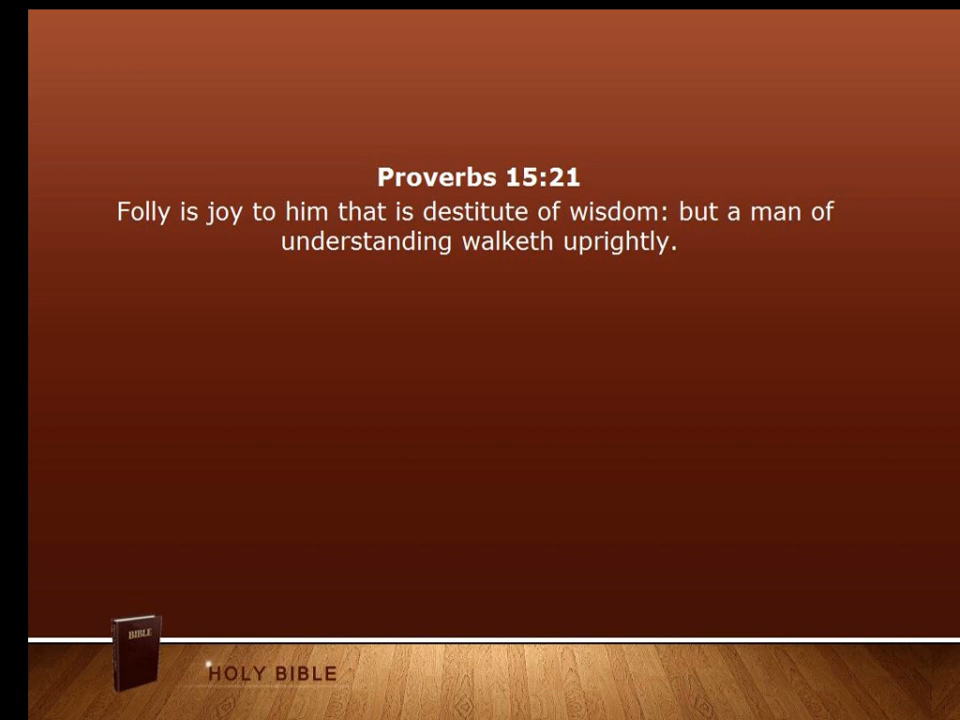 Proverbs 15:21
Folly is joy to him that is destitute of wisdom: but a man of
understanding walketh uprightly.
BIBLE
HOLY BIBLE